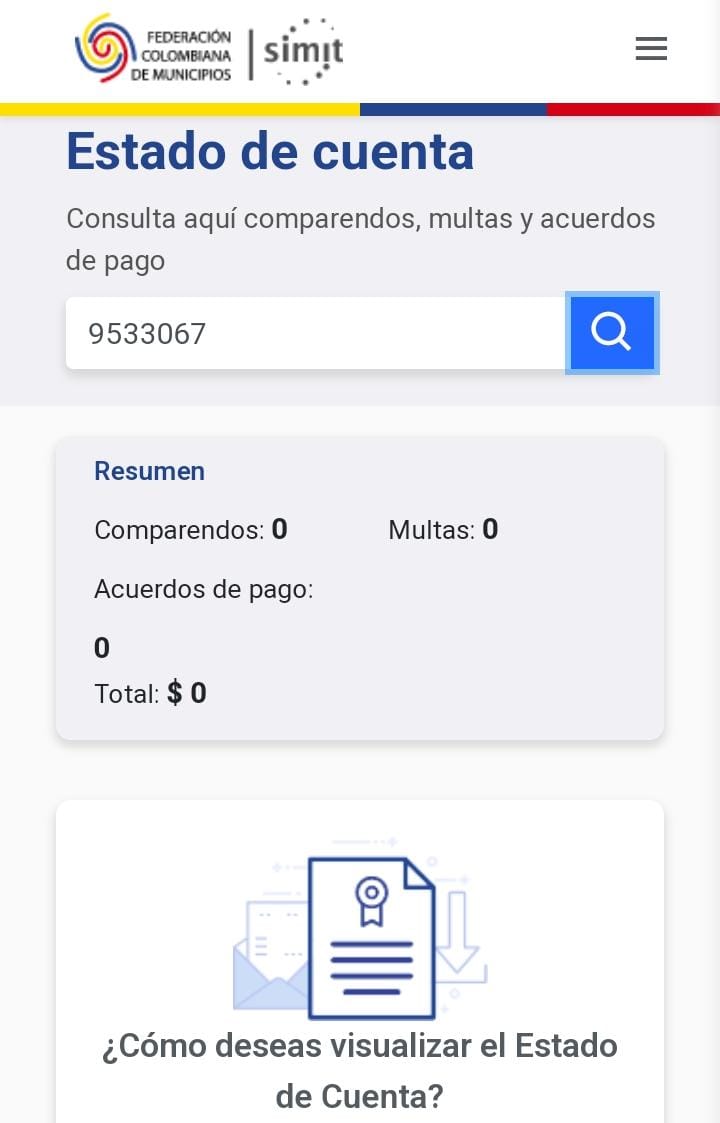 FEDERACIÓN
COLOMBIANA
DE MUNICIPIOS
simit
Estado de cuenta
Consulta aquí comparendos, multas y acuerdos
de pago
9533067
Resumen
Comparendos: 0 Multas: 0
Acuerdos de pago:
0
Total: $ 0
¿Cómo deseas visualizar el Estado
de Cuenta?